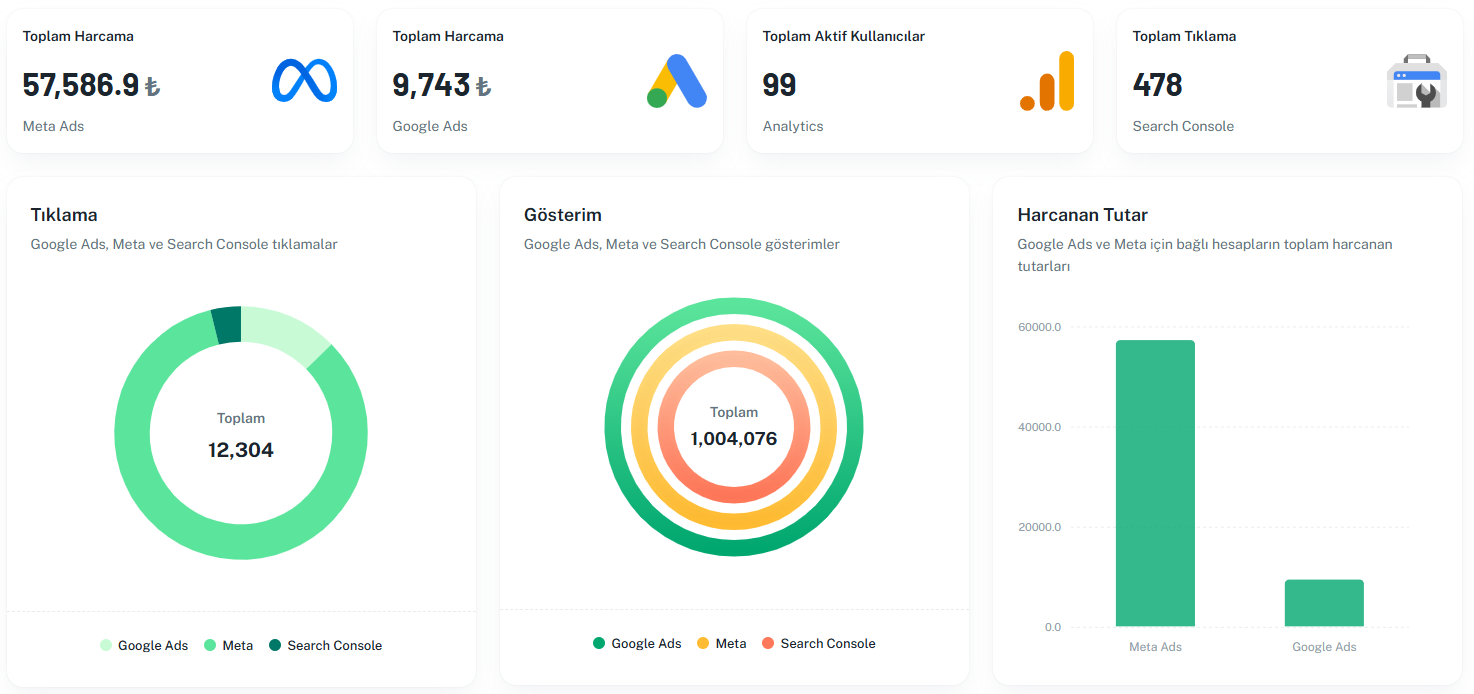 Toplam Harcama
57,586.9 ₺
Meta Ads
Toplam Harcama
9,743 ₺
Google Ads
Toplam Aktif Kullanıcılar
99
Analytics
Toplam Tıklama
478
Search Console
Tıklama
Google Ads, Meta ve Search Console tıklamalar
Toplam
12,304
Google Ads
Meta
Search Console
Gösterim
Google Ads, Meta ve Search Console gösterimler
Toplam
1,004,076
Google Ads
Meta
Search Console
Harcanan Tutar
Google Ads ve Meta için bağlı hesapların toplam harcanan
tutarları
60000.0
40000.0
20000.0
0.0
Meta Ads
Google Ads